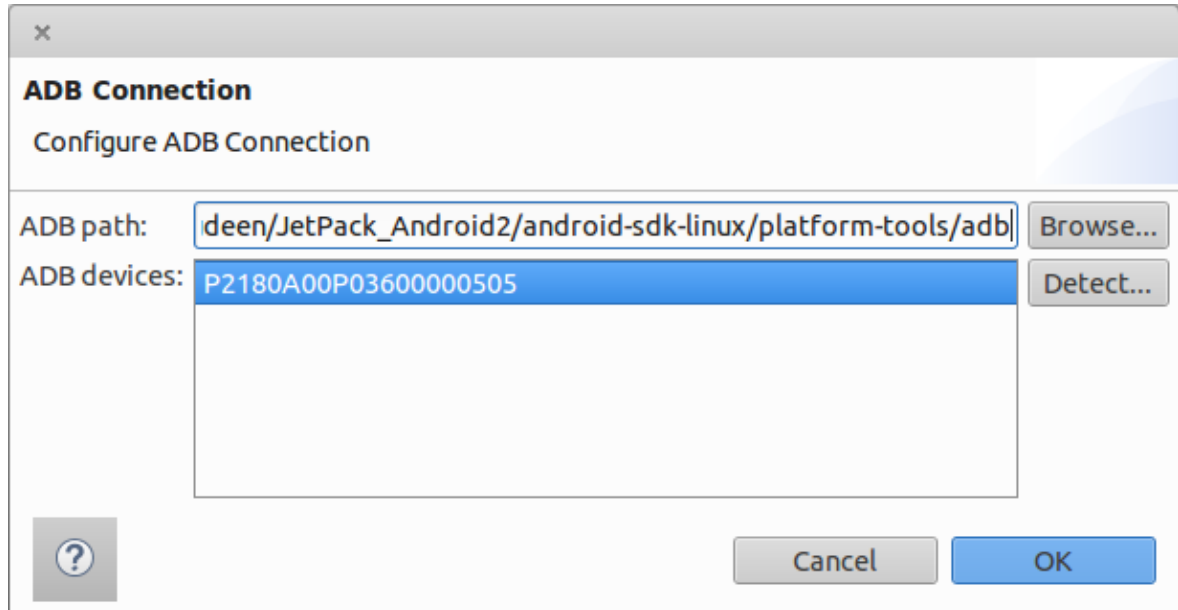 ADB Connection
Configure ADB Connection
ADB path: deen/JetPack_Android2/android-sdk-linux/platform-tools/adb Browse...
ADB devices: P2180A00P03600000505 Detect...
Cancel OK